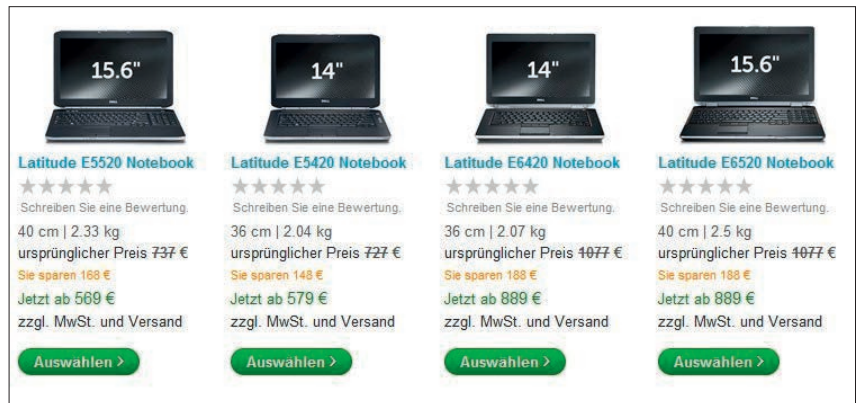 15.6"
DELL
Latitude E5520 Notebook
Schreiben Sie eine Bewertung.
40 cm | 2.33 kg
ursprünglicher Preis 737 €
Sie sparen 168 €
Jetzt ab 569 €
zzgl. MwSt. und Versand
Auswählen >
14"
DELL
Latitude E5420 Notebook
Schreiben Sie eine Bewertung.
36 cm | 2.04 kg
ursprünglicher Preis 727 €
Sie sparen 148 €
Jetzt ab 579 €
zzgl. MwSt. und Versand
Auswählen >
14"
DELL
Latitude E6420 Notebook
Schreiben Sie eine Bewertung.
36 cm | 2.07 kg
ursprünglicher Preis 1077 €
Sie sparen 188 €
Jetzt ab 889 €
zzgl. MwSt. und Versand
Auswählen >
15.6"
DELL
Latitude E6520 Notebook
Schreiben Sie eine Bewertung.
40 cm | 2.5 kg
ursprünglicher Preis 1077 €
Sie sparen 188 €
Jetzt ab 889 €
zzgl. MwSt. und Versand
Auswählen >